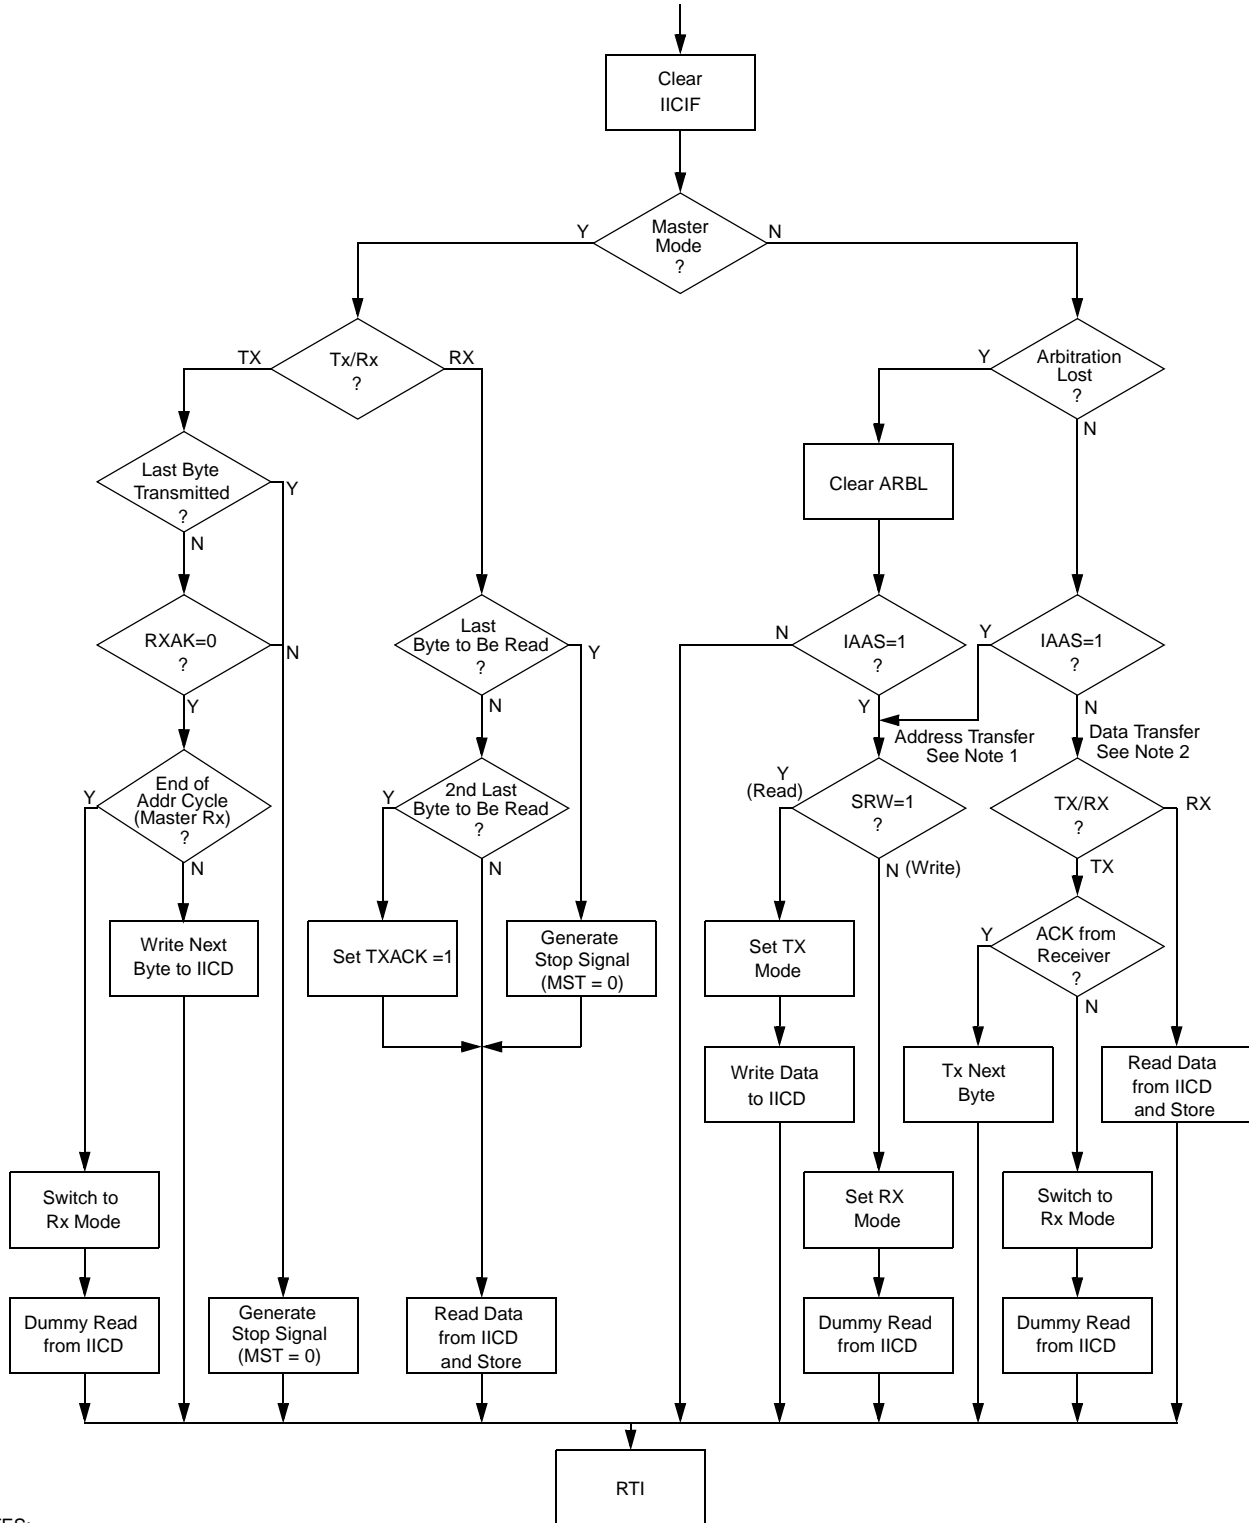 Clear
IICIF
Master
Mode
?
Y
N
Tx/Rx
?
TX
RX
Arbitration
Lost
?
Y
N
Last Byte
Transmitted
?
Y
N
Clear ARBL
RXAK=0
?
N
Y
Last
Byte to Be Read
?
Y
N
IAAS=1
?
N
Y
IAAS=1
?
Y
N
Address Transfer
See Note 1
Data Transfer
See Note 2
End of
Addr Cycle
(Master Rx)
?
Y
N
2nd Last
Byte to Be Read
?
Y
N
Y
(Read)
SRW=1
?
N (Write)
TX/RX
?
RX
TX
Write Next
Byte to IICD
Set TXACK =1
Generate
Stop Signal
(MST = 0)
Set TX
Mode
ACK from
Receiver
?
Y
N
Write Data
to IICD
Tx Next
Byte
Read Data
from IICD
and Store
Switch to
Rx Mode
Set RX
Mode
Switch to
Rx Mode
Dummy Read
from IICD
Generate
Stop Signal
(MST = 0)
Read Data
from IICD
and Store
Dummy Read
from IICD
Dummy Read
from IICD
RTI